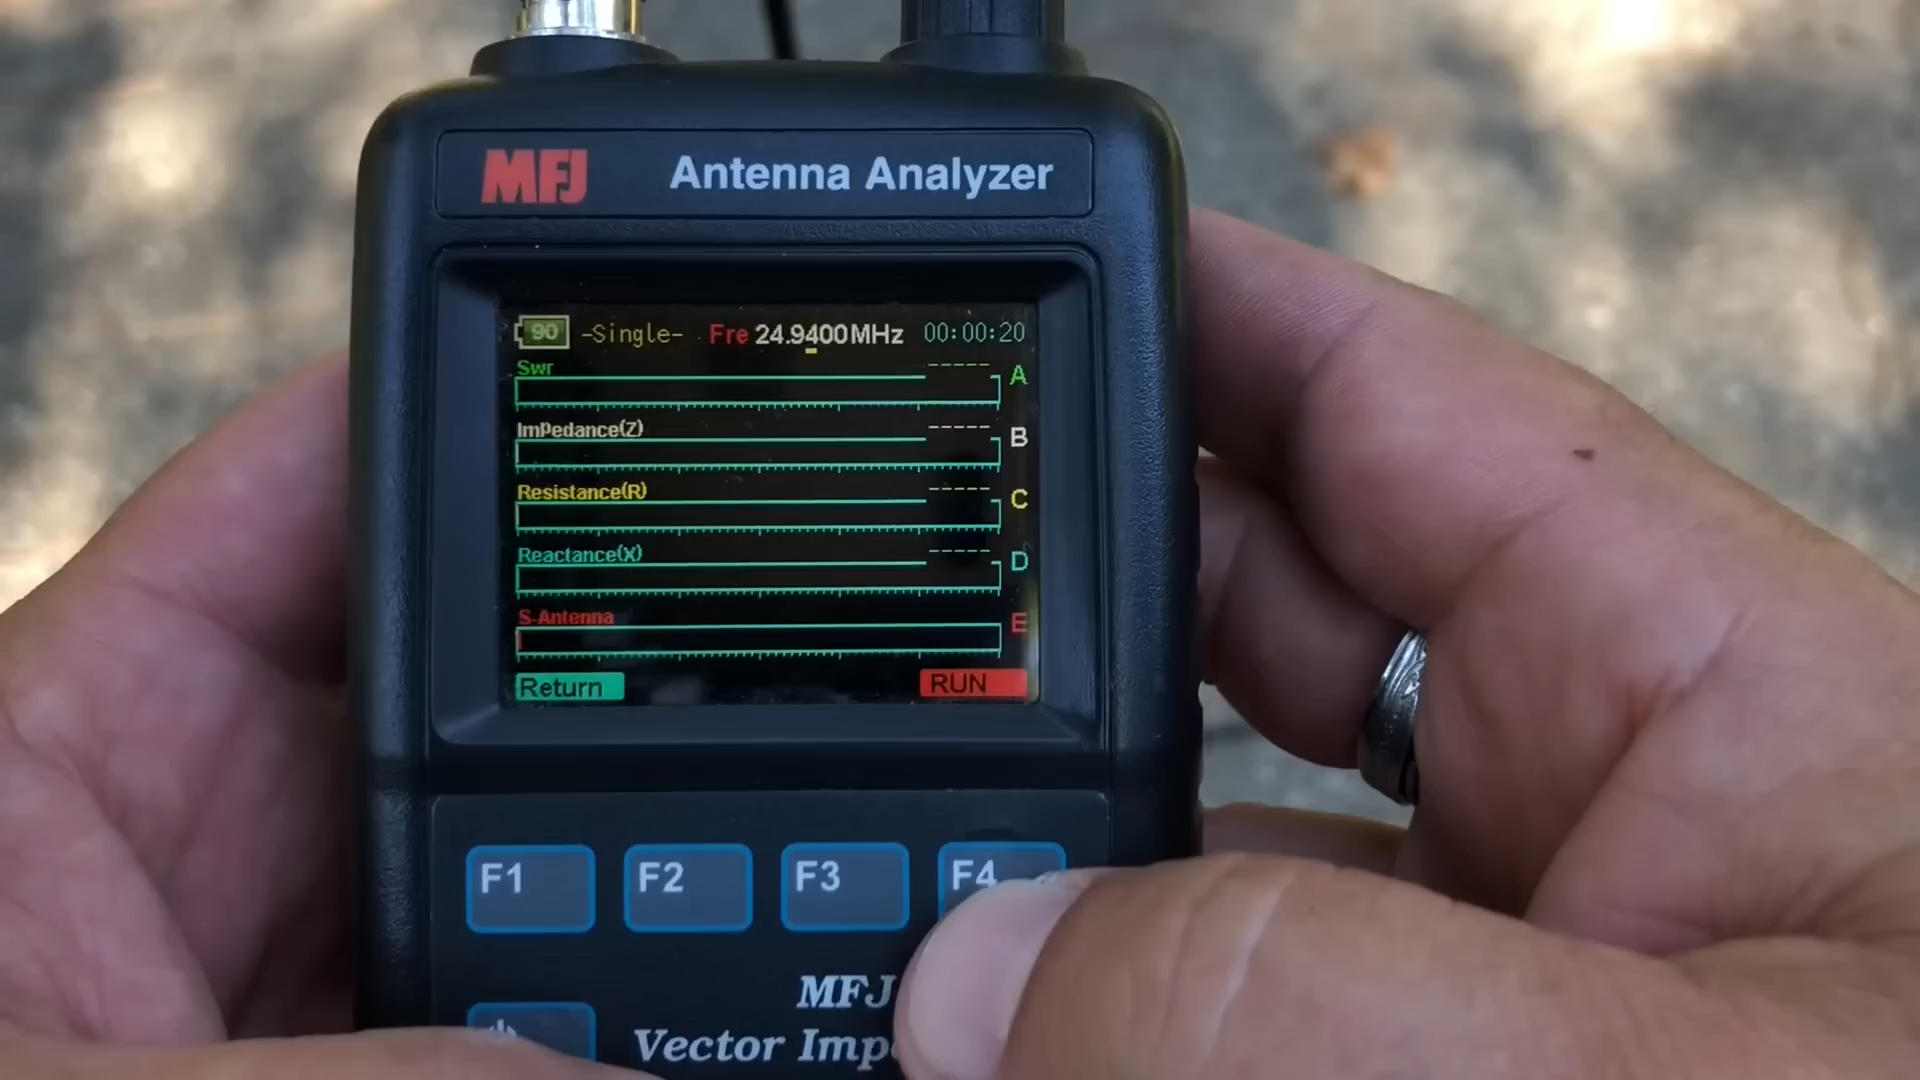 MFJ Antenna Analyzer
90 -Single- Fre 24.9400MHz 00:00:20
Swr ----- A
ImPedance(Z) ----- B
Resistance(R) ----- C
Reactance(X) ----- D
S-Antenna E
Return RUN
F1 F2 F3 F4
MFJ
Vector Imp